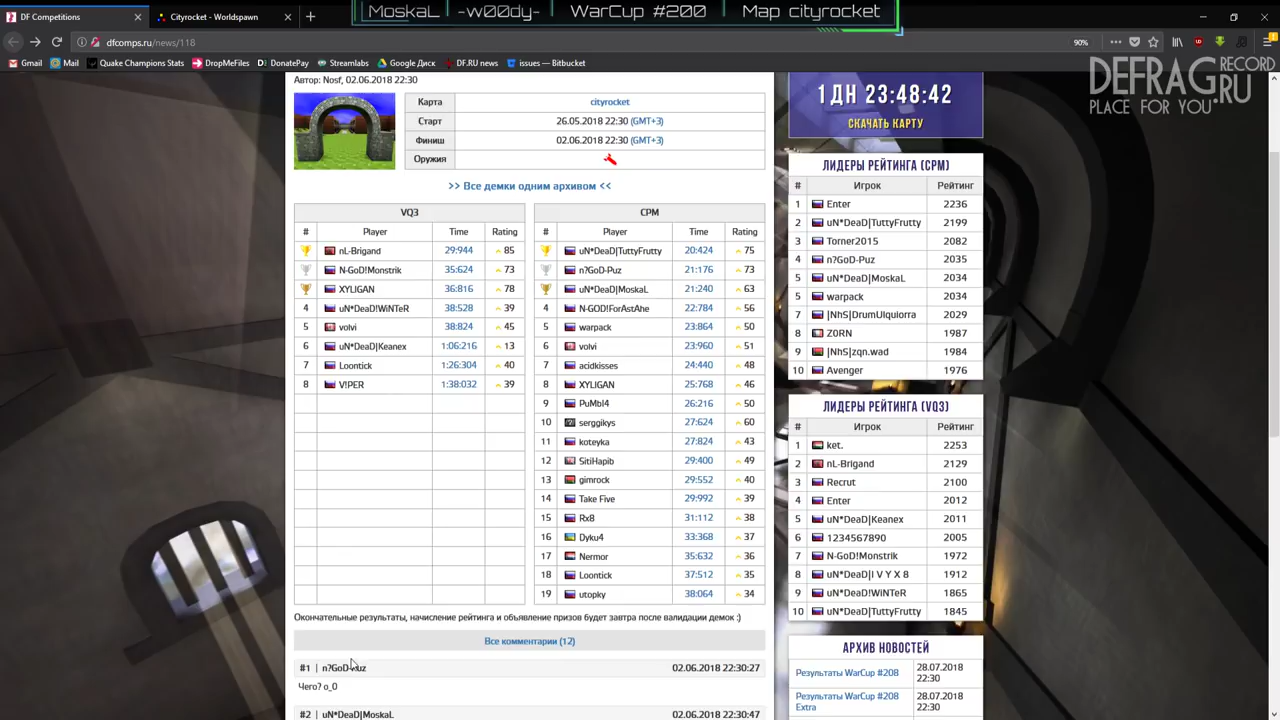 MoskaL -w00dy- WarCup #200 Map cityrocket
DF Competitions
Cityrocket - Worldspawn
dfcomps.ru/news/118
90%
Gmail Mail Quake Champions Stats DropMeFiles DonatePay Streamlabs Google Диск DF.RU news issues — Bitbucket
DEFRAG.RU RECORD
PLACE FOR YOU.
Автор: Nosf, 02.06.2018 22:30
Карта cityrocket
Старт 26.05.2018 22:30 (GMT+3)
Финиш 02.06.2018 22:30 (GMT+3)
Оружия
>> Все демки одним архивом <<
VQ3
# Player Time Rating
nL-Brigand 29:944 85
N-GoD!Monstrik 35:624 73
XYLIGAN 36:816 78
4 uN*DeaD!WiNTeR 38:528 39
5 volvi 38:824 45
6 uN*DeaD|Keanex 1:06:216 13
7 Loontick 1:26:304 40
8 V!PER 1:38:032 39
CPM
# Player Time Rating
uN*DeaD|TuttyFrutty 20:424 75
n?GoD-Puz 21:176 73
uN*DeaD|MoskaL 21:240 63
4 N-GOD!ForAstAhe 22:784 56
5 warpack 23:864 50
6 volvi 23:960 51
7 acidkisses 24:440 48
8 XYLIGAN 25:768 46
9 PuMbI4 26:216 50
10 serggikys 27:624 60
11 koteyka 27:824 43
12 SitiHapib 29:400 49
13 gimrock 29:552 40
14 Take Five 29:992 39
15 Rx8 31:112 38
16 Dyku4 33:368 37
17 Nermor 35:632 36
18 Loontick 37:512 35
19 utopky 38:064 34
Окончательные результаты, начисление рейтинга и объявление призов будет завтра после валидации демок :)
Все комментарии (12)
#1 | n?GoD-Puz 02.06.2018 22:30:27
Чего? o_0
#2 | uN*DeaD|MoskaL 02.06.2018 22:30:47
1ДН 23:48:42
СКАЧАТЬ КАРТУ
ЛИДЕРЫ РЕЙТИНГА (CPM)
# Игрок Рейтинг
1 Enter 2236
2 uN*DeaD|TuttyFrutty 2199
3 Torner2015 2082
4 n?GoD-Puz 2035
5 uN*DeaD|MoskaL 2034
5 warpack 2034
7 |NhS|DrumUlquiorra 2029
8 Z0RN 1987
9 |NhS|zqn.wad 1984
10 Avenger 1976
ЛИДЕРЫ РЕЙТИНГА (VQ3)
# Игрок Рейтинг
1 ket. 2253
2 nL-Brigand 2129
3 Recrut 2100
4 Enter 2012
5 uN*DeaD|Keanex 2011
6 1234567890 2005
7 N-GoD!Monstrik 1972
8 uN*DeaD|I V Y X 8 1912
9 uN*DeaD!WiNTeR 1865
10 uN*DeaD|TuttyFrutty 1845
АРХИВ НОВОСТЕЙ
Результаты WarCup #208 28.07.2018 22:30
Результаты WarCup #208 Extra 28.07.2018 22:30